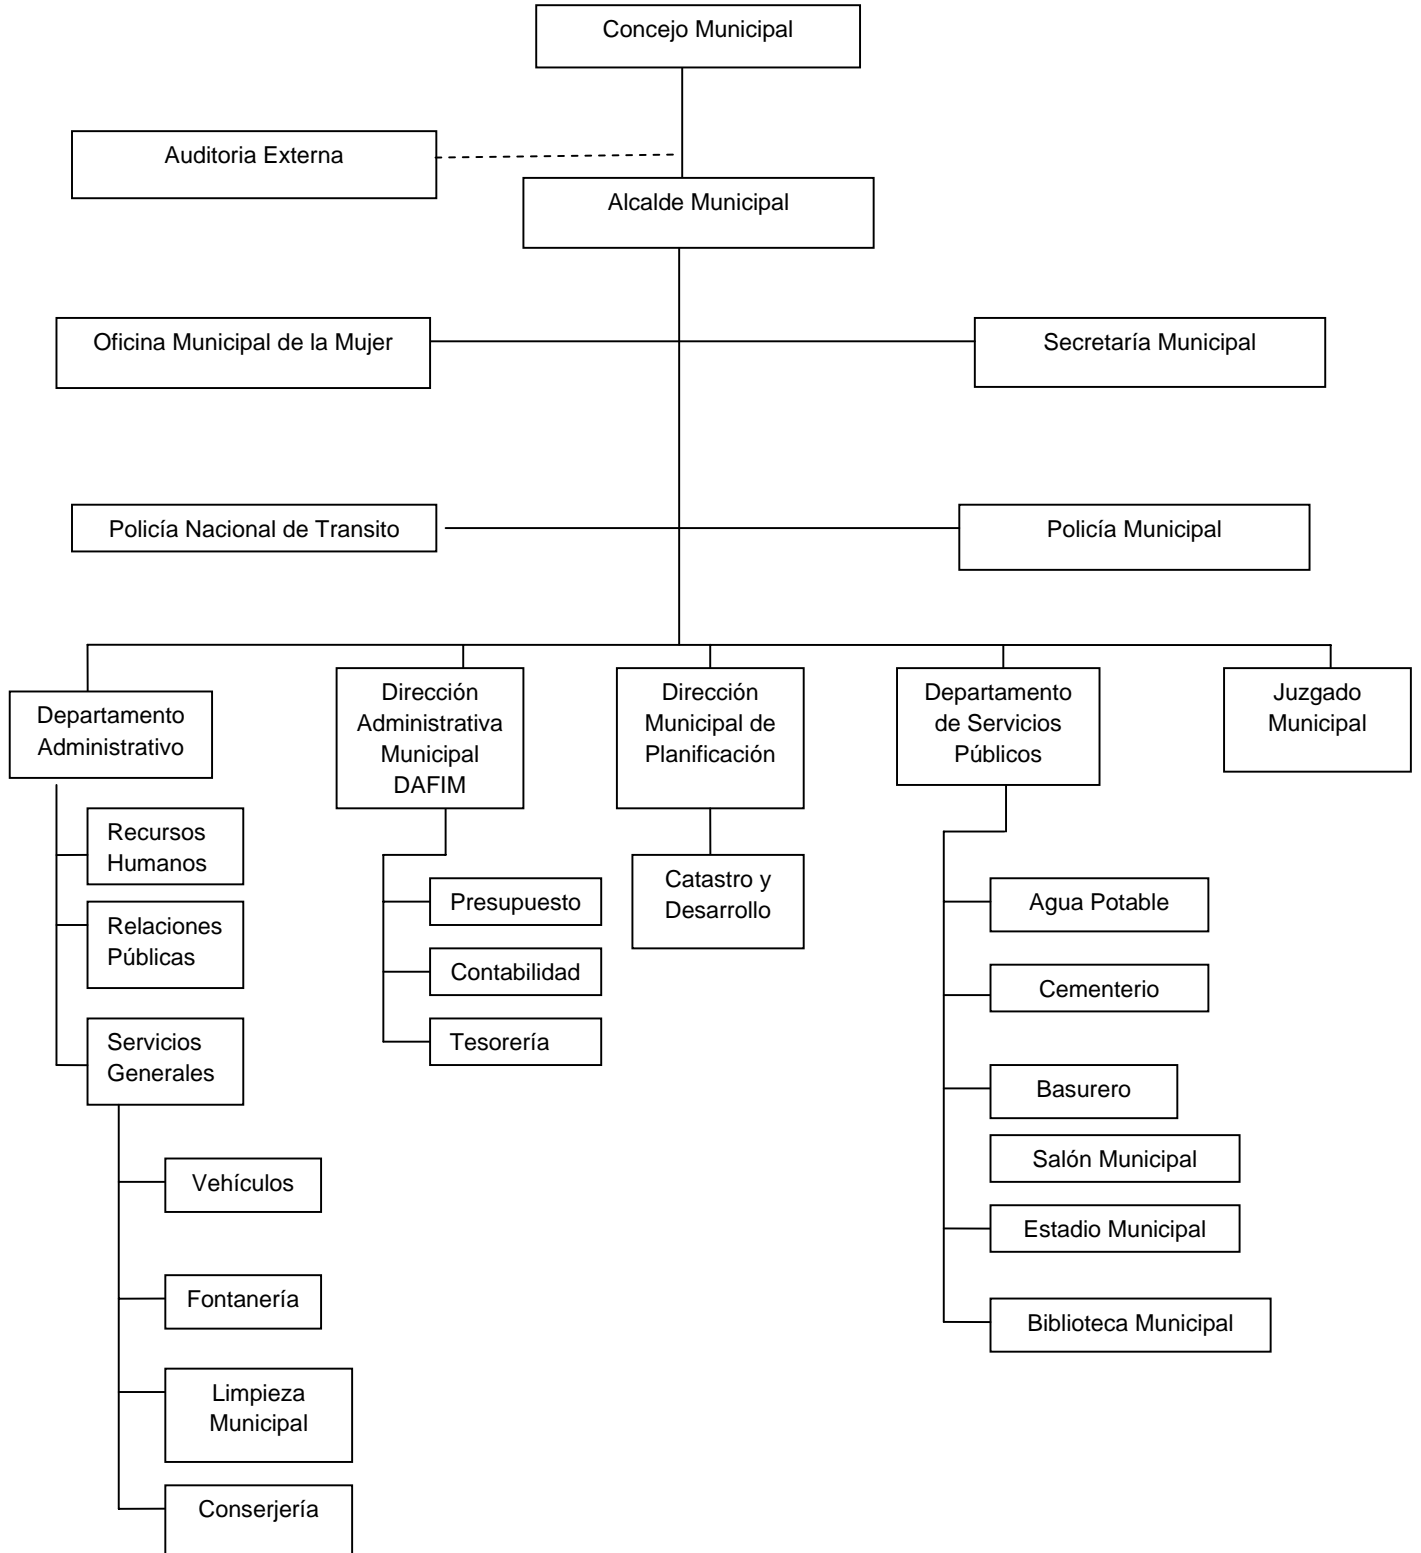 Concejo Municipal
Auditoria Externa
Alcalde Municipal
Oficina Municipal de la Mujer
Secretaría Municipal
Policía Nacional de Transito
Policía Municipal
Departamento
Administrativo
Dirección
Administrativa
Municipal
DAFIM
Dirección
Municipal de
Planificación
Departamento
de Servicios
Públicos
Juzgado
Municipal
Recursos
Humanos
Relaciones
Públicas
Servicios
Generales
Vehículos
Fontanería
Limpieza
Municipal
Conserjería
Presupuesto
Contabilidad
Tesorería
Catastro y
Desarrollo
Agua Potable
Cementerio
Basurero
Salón Municipal
Estadio Municipal
Biblioteca Municipal